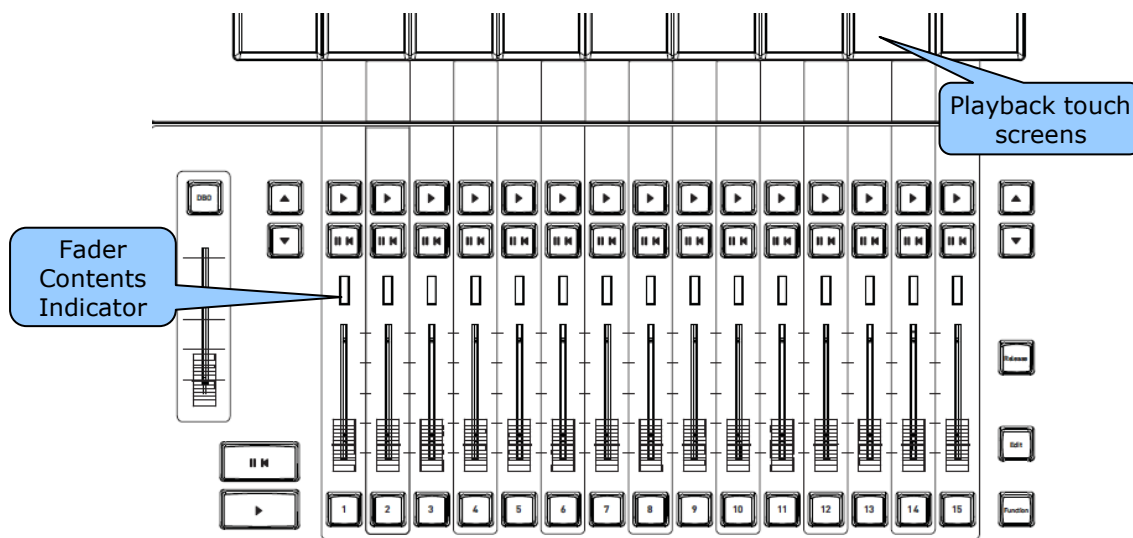 Playback touch
screens
DBO
Fader
Contents
Indicator
Release
Edit
1 2 3 4 5 6 7 8 9 10 11 12 13 14 15
Function